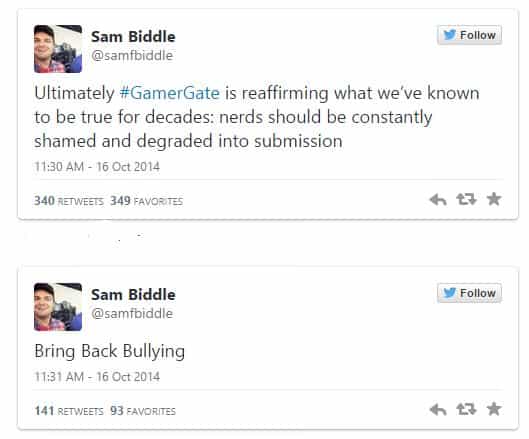 Sam Biddle
Follow
@samfbiddle
Ultimately #GamerGate is reaffirming what we've known
to be true for decades: nerds should be constantly
shamed and degraded into submission
11:30 AM - 16 Oct 2014
340 RETWEETS 349 FAVORITES
Sam Biddle
Follow
@samfbiddle
Bring Back Bullying
11:31 AM - 16 Oct 2014
141 RETWEETS 93 FAVORITES